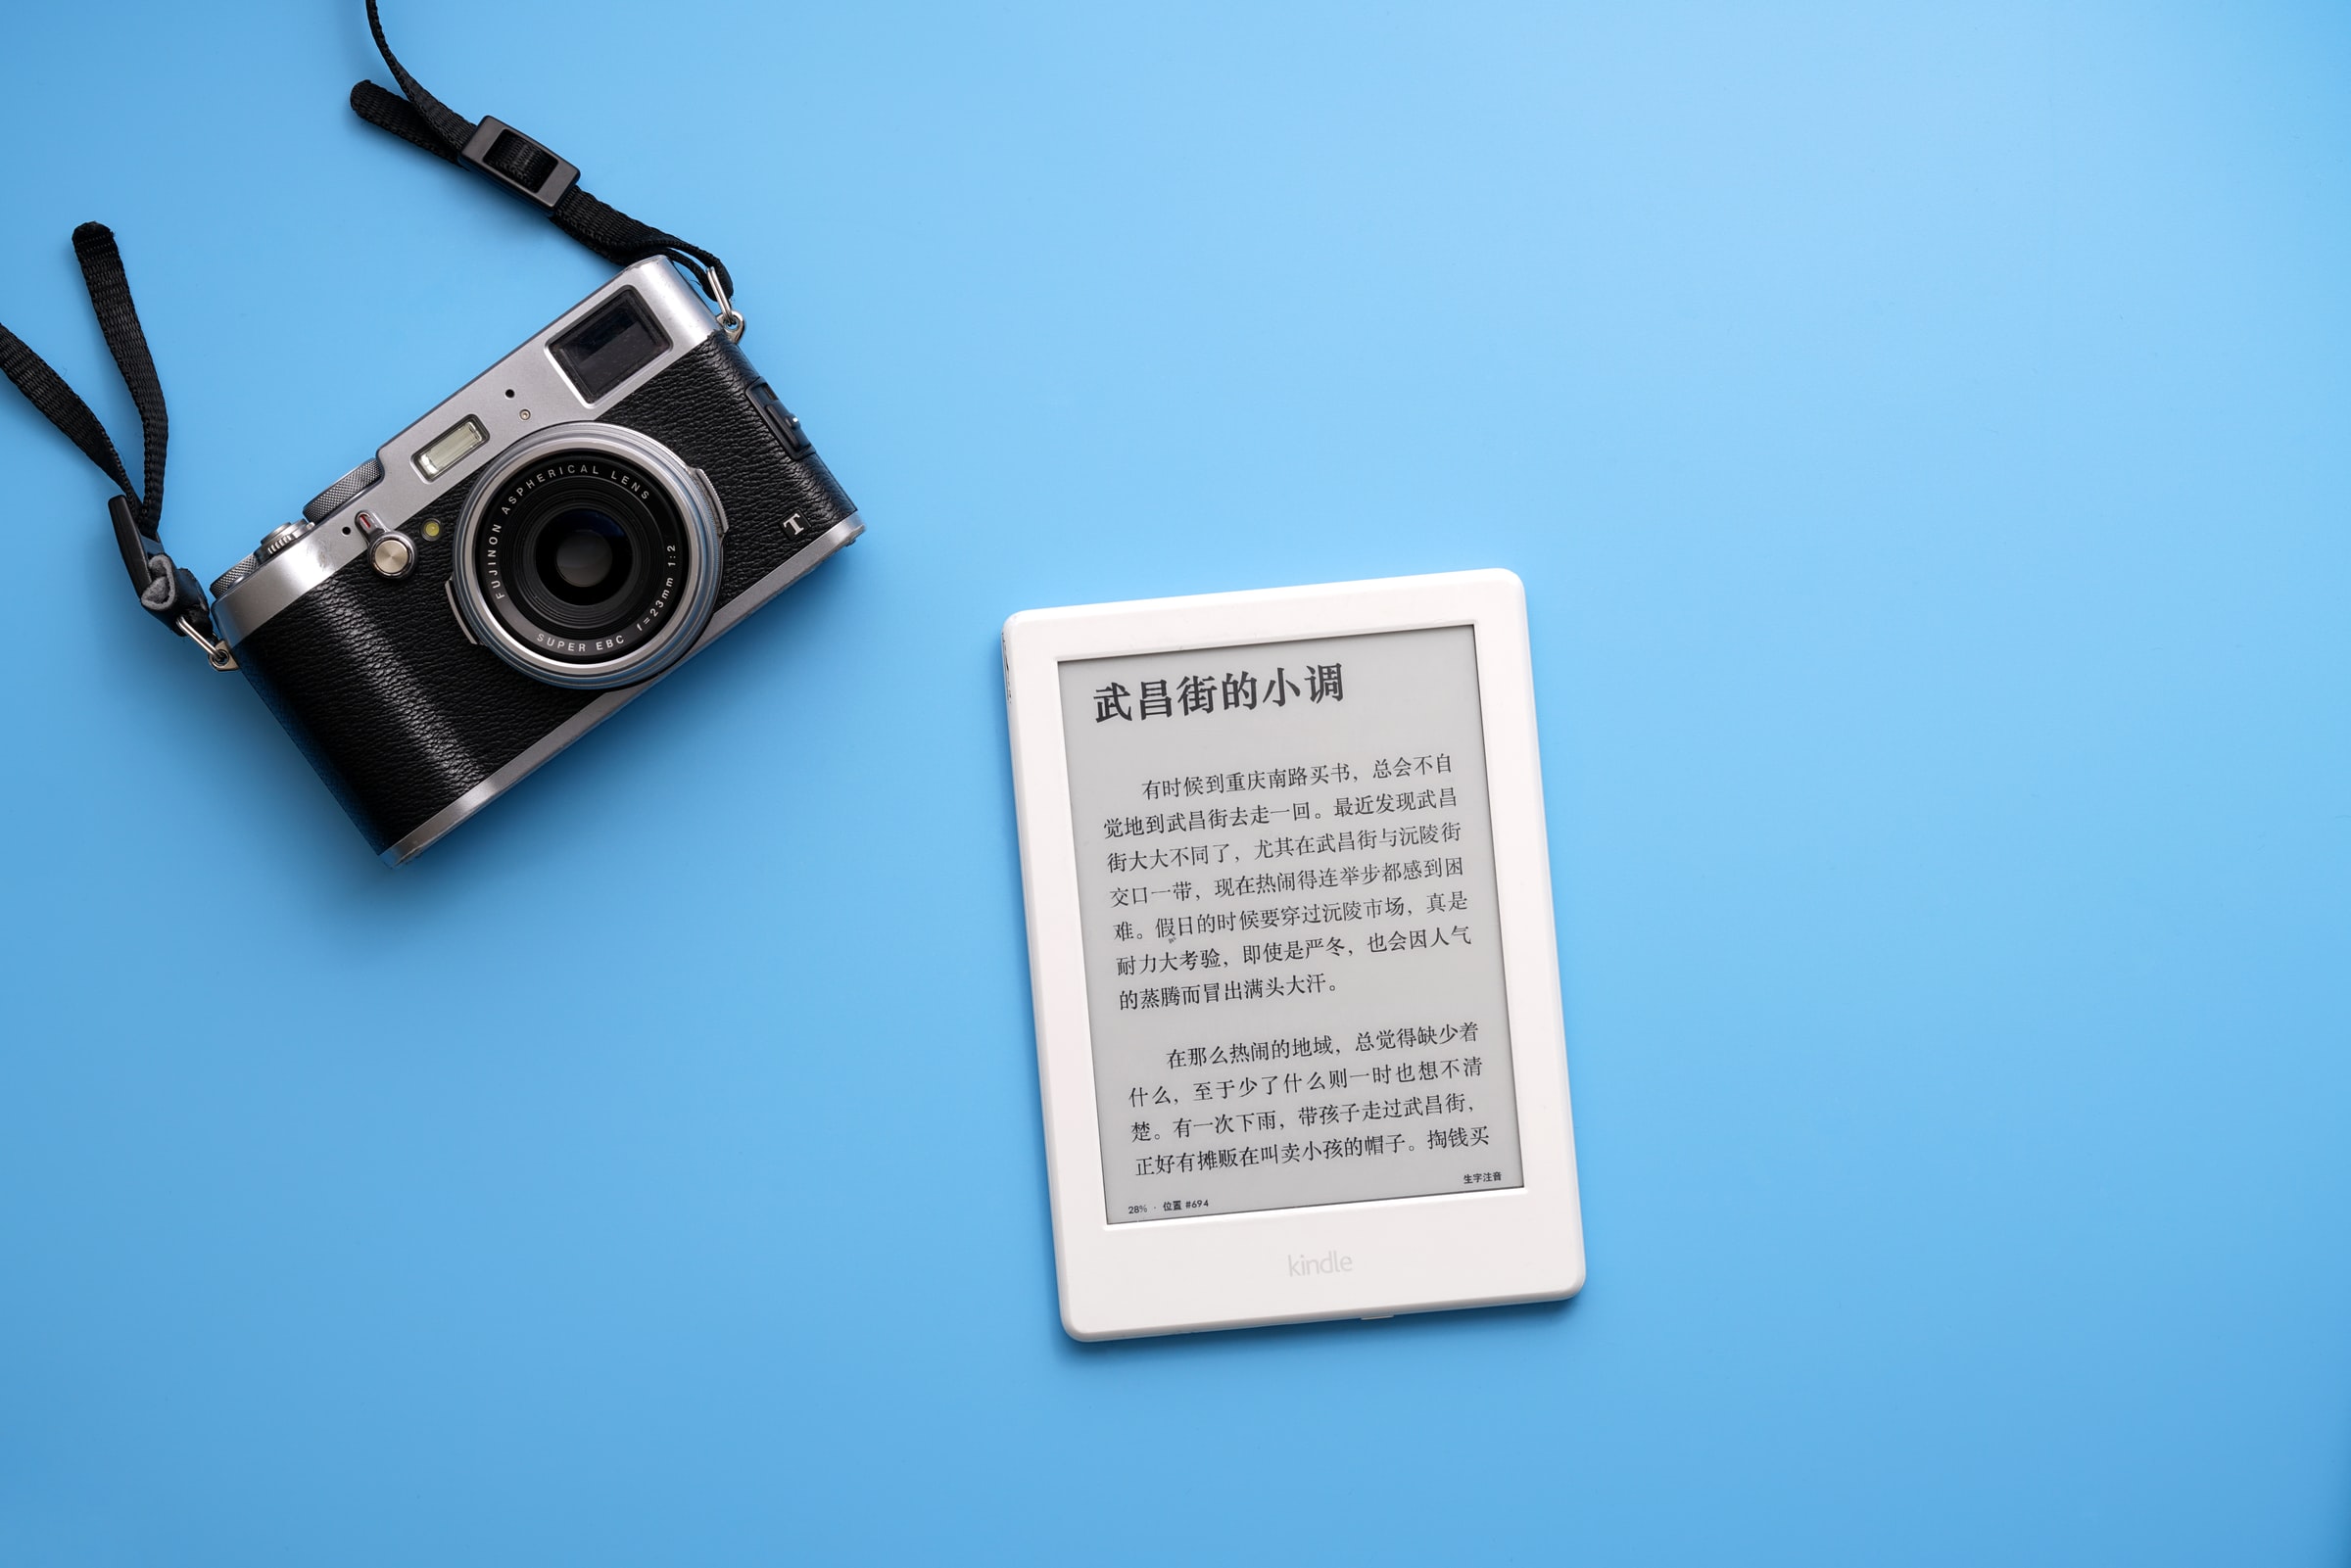 FUJINON ASPHERICAL LENS
SUPER EBC f=23mm 1:2
T
武昌街的小调
有时候到重庆南路买书，总会不自
觉地到武昌街去走一回。最近发现武昌
街大大不同了，尤其在武昌街与沅陵街
交口一带，现在热闹得连举步都感到困
难。假日的时候要穿过沅陵市场，真是
耐力大考验，即使是严冬，也会因人气
的蒸腾而冒出满头大汗。
在那么热闹的地域，总觉得缺少着
什么，至于少了什么则一时也想不清
楚。有一次下雨，带孩子走过武昌街，
正好有摊贩在叫卖小孩的帽子。掏钱买
生字注音
28% · 位置 #694
kindle